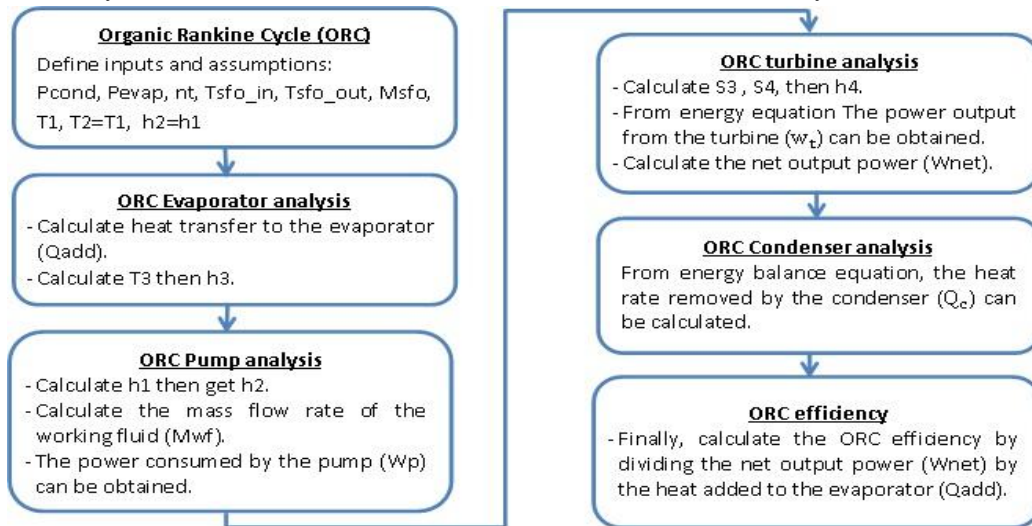 Organic Rankine Cycle (ORC)
Define inputs and assumptions:
Pcond, Pevap, nt, Tsfo_in, Tsfo_out, Msfo,
T1, T2=T1, h2=h1
ORC Evaporator analysis
- Calculate heat transfer to the evaporator
(Qadd).
- Calculate T3 then h3.
ORC Pump analysis
- Calculate h1 then get h2.
- Calculate the mass flow rate of the
working fluid (Mwf).
- The power consumed by the pump (Wp)
can be obtained.
ORC turbine analysis
- Calculate S3 , S4, then h4.
- From energy equation The power output
from the turbine (wt) can be obtained.
- Calculate the net output power (Wnet).
ORC Condenser analysis
From energy balance equation, the heat
rate removed by the condenser (Qc) can
be calculated.
ORC efficiency
- Finally, calculate the ORC efficiency by
dividing the net output power (Wnet) by
the heat added to the evaporator (Qadd).